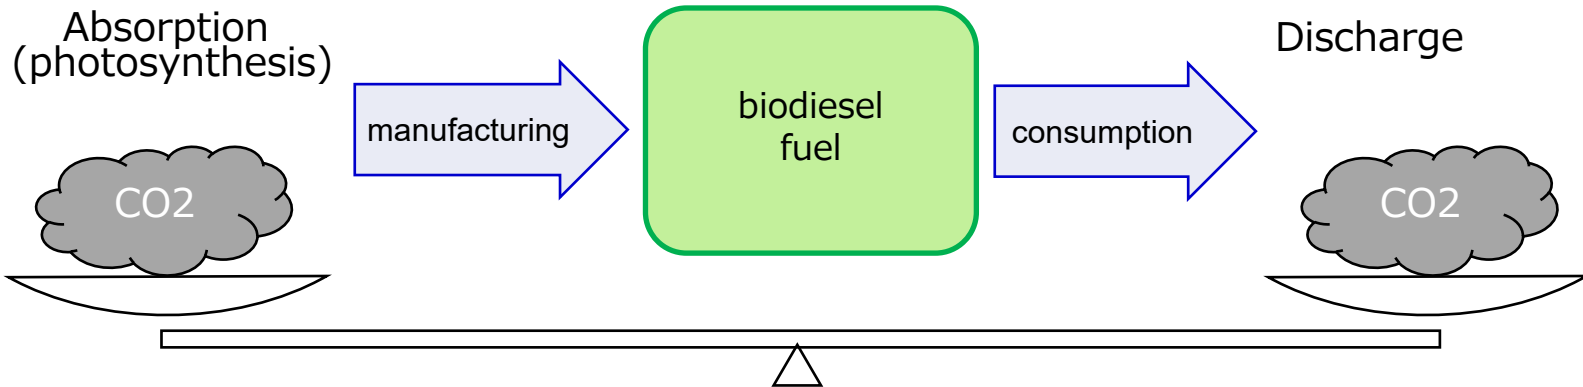 Absorption
(photosynthesis)
manufacturing
biodiesel
fuel
consumption
Discharge
CO2
CO2